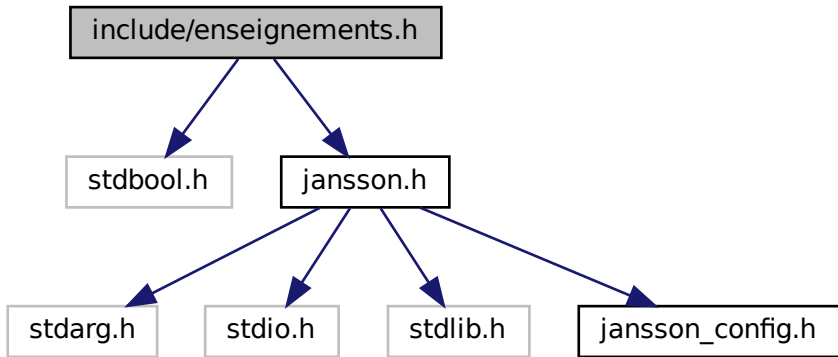 include/enseignements.h
stdbool.h
jansson.h
stdarg.h
stdio.h
stdlib.h
jansson_config.h